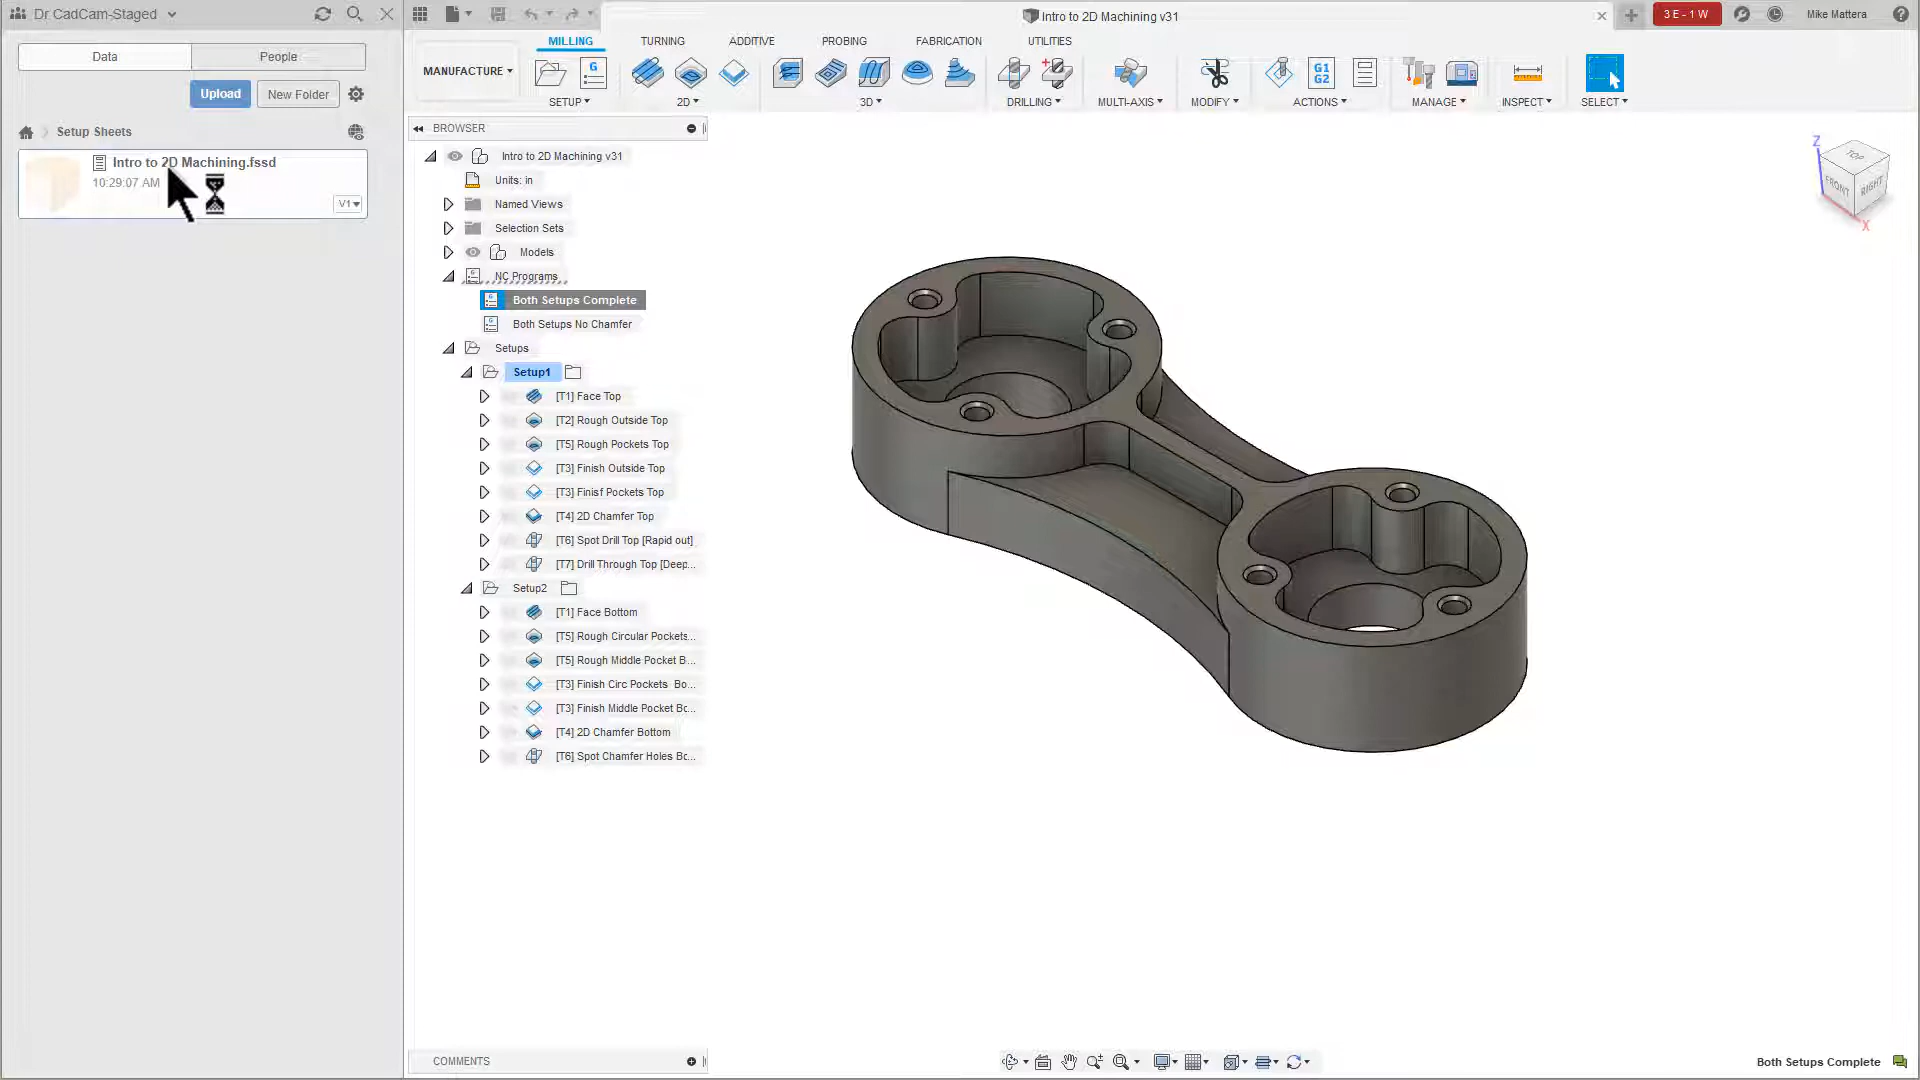 Dr CadCam-Staged
Intro to 2D Machining v31
3 E - 1 W
Mike Mattera
Data
People
Upload
New Folder
Setup Sheets
Intro to 2D Machining.fssd
10:29:07 AM
V1
MANUFACTURE
MILLING
TURNING
ADDITIVE
PROBING
FABRICATION
UTILITIES
G
G1
G2
SETUP
2D
3D
DRILLING
MULTI-AXIS
MODIFY
ACTIONS
MANAGE
INSPECT
SELECT
BROWSER
Intro to 2D Machining v31
Units: in
Named Views
Selection Sets
Models
NC Programs
Both Setups Complete
Both Setups No Chamfer
Setups
Setup1
[T1] Face Top
[T2] Rough Outside Top
[T5] Rough Pockets Top
[T3] Finish Outside Top
[T3] Finisf Pockets Top
[T4] 2D Chamfer Top
[T6] Spot Drill Top [Rapid out]
[T7] Drill Through Top [Deep...
Setup2
[T1] Face Bottom
[T5] Rough Circular Pockets...
[T5] Rough Middle Pocket B...
[T3] Finish Circ Pockets Bo...
[T3] Finish Middle Pocket Bc...
[T4] 2D Chamfer Bottom
[T6] Spot Chamfer Holes Bc...
Z
TOP
FRONT
RIGHT
X
COMMENTS
Both Setups Complete